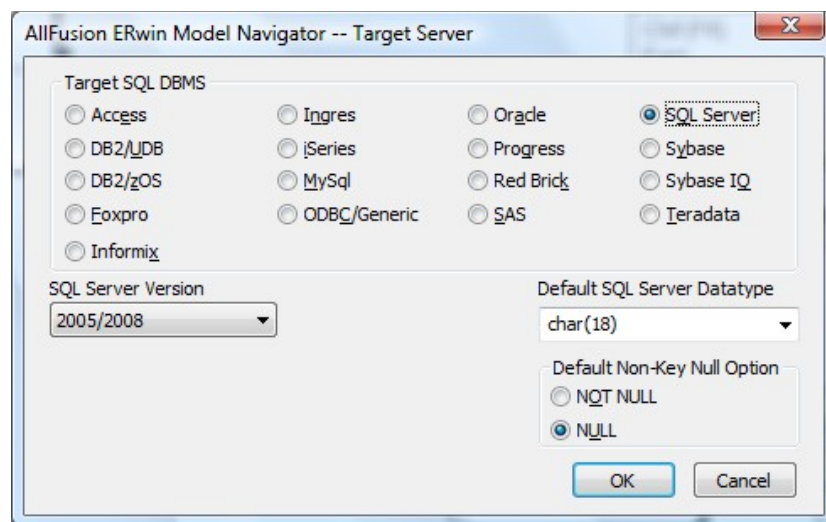 AllFusion ERwin Model Navigator -- Target Server
Target SQL DBMS
Access
Ingres
Oracle
SQL Server
DB2/UDB
iSeries
Progress
Sybase
DB2/zOS
MySql
Red Brick
Sybase IQ
Foxpro
ODBC/Generic
SAS
Teradata
Informix
SQL Server Version
2005/2008
Default SQL Server Datatype
char(18)
Default Non-Key Null Option
NOT NULL
NULL
OK
Cancel